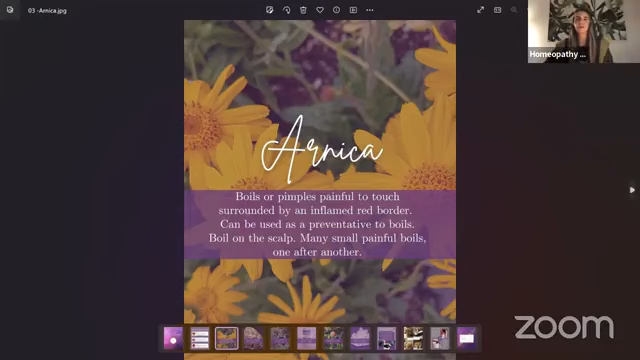 03 -Arnica.jpg
Homeopathy ...
Arnica
Boils or pimples painful to touch
surrounded by an inflamed red border.
Can be used as a preventative to boils.
Boil on the scalp. Many small painful boils,
one after another.
zoom